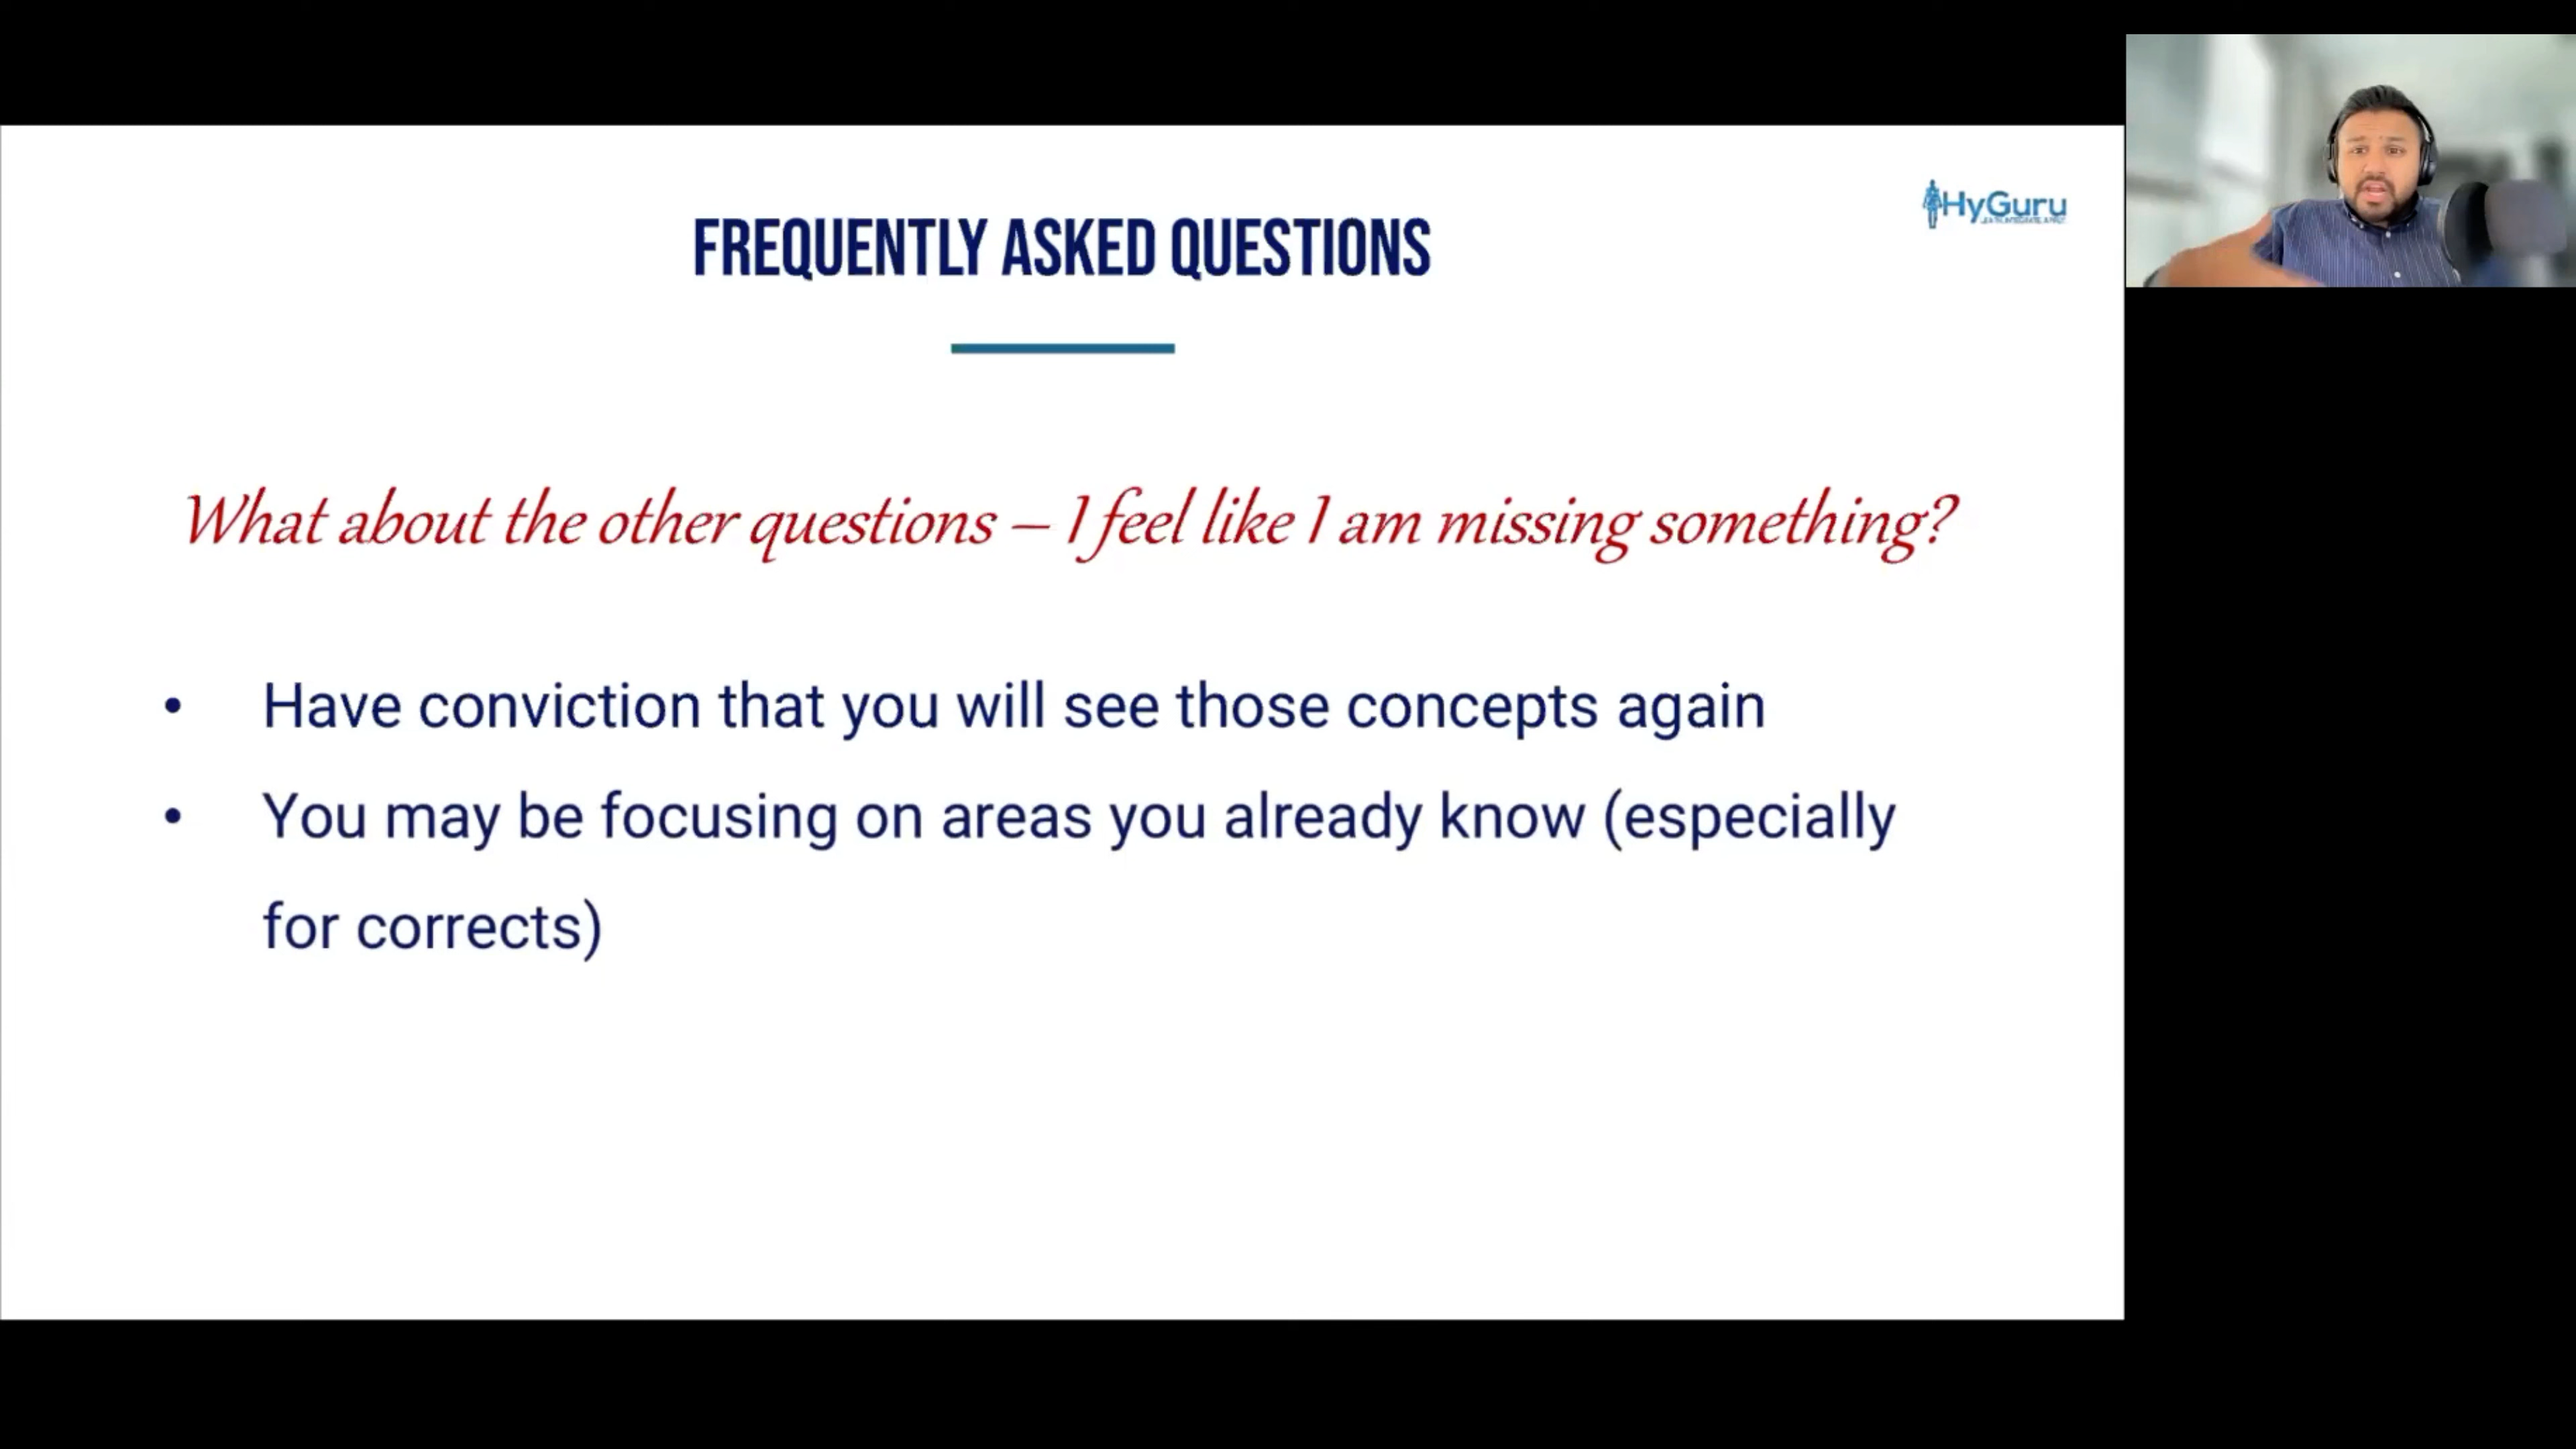 HyGuru
FREQUENTLY ASKED QUESTIONS
What about the other questions – I feel like I am missing something?
• Have conviction that you will see those concepts again
• You may be focusing on areas you already know (especially
for corrects)